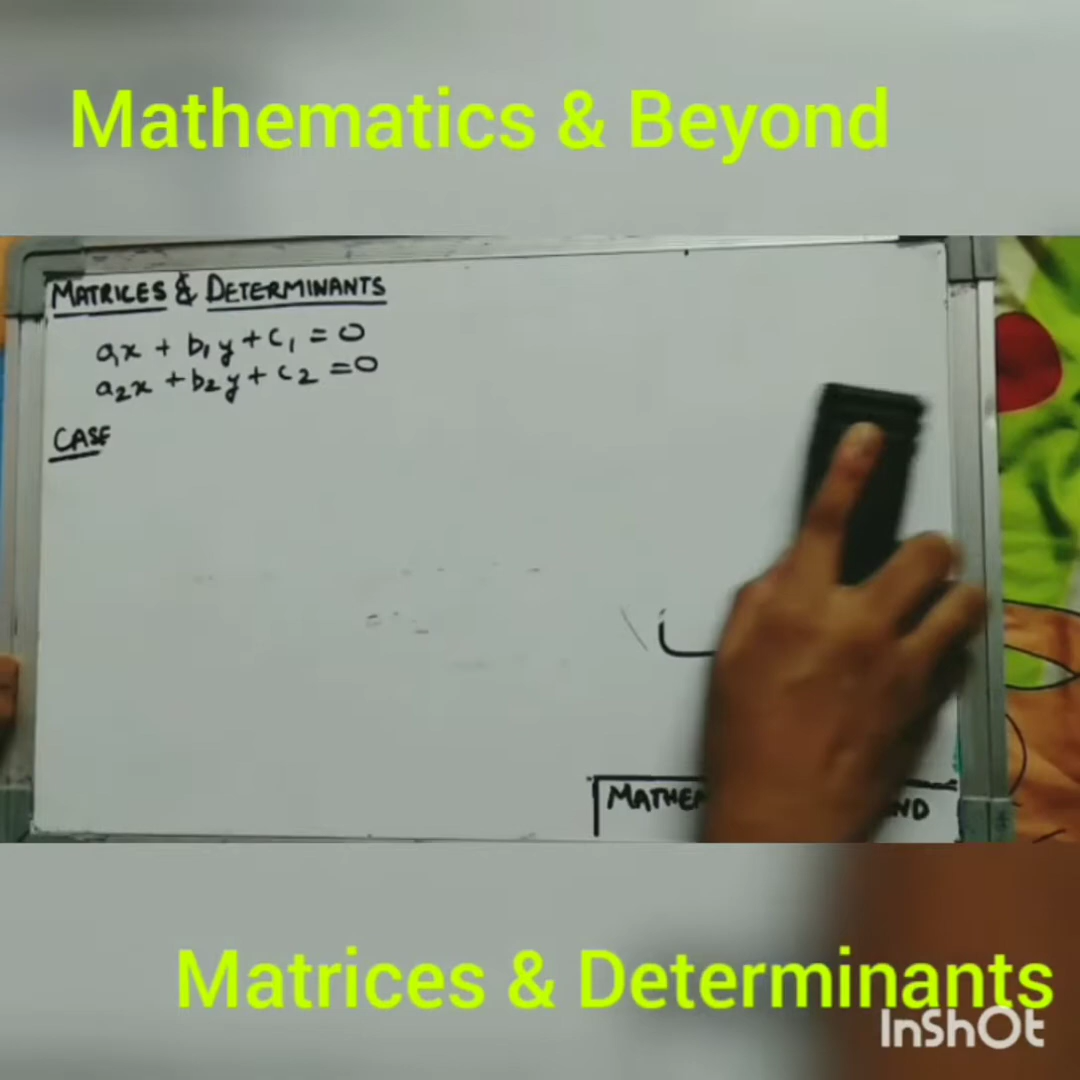 Mathematics & Beyond
MATRICES & DETERMINANTS
a₁x + b₁y + c₁ = 0
a₂x + b₂y + c₂ = 0
CASE
Matrices & Determinants
InShOt